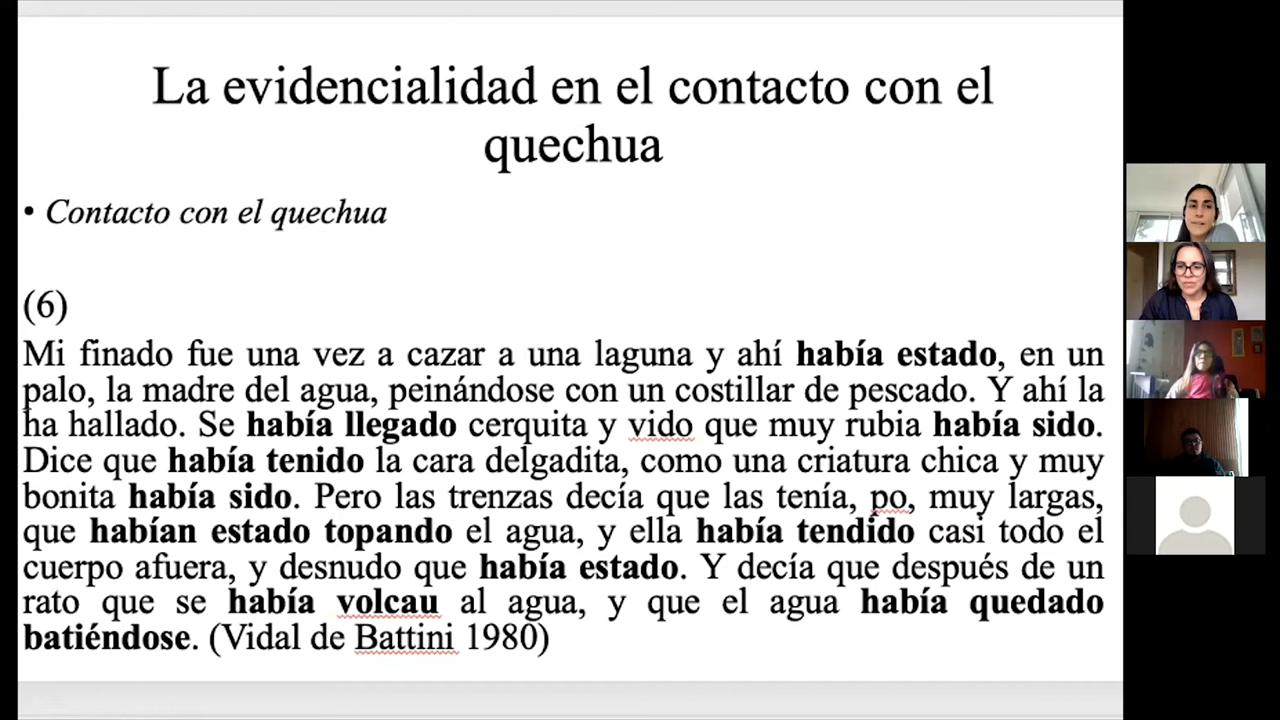 La evidencialidad en el contacto con el
quechua
• Contacto con el quechua
(6)
Mi finado fue una vez a cazar a una laguna y ahí había estado, en un
palo, la madre del agua, peinándose con un costillar de pescado. Y ahí la
ha hallado. Se había llegado cerquita y vido que muy rubia había sido.
Dice que había tenido la cara delgadita, como una criatura chica y muy
bonita había sido. Pero las trenzas decía que las tenía, po, muy largas,
que habían estado topando el agua, y ella había tendido casi todo el
cuerpo afuera, y desnudo que había estado. Y decía que después de un
rato que se había volcau al agua, y que el agua había quedado
batiéndose. (Vidal de Battini 1980)